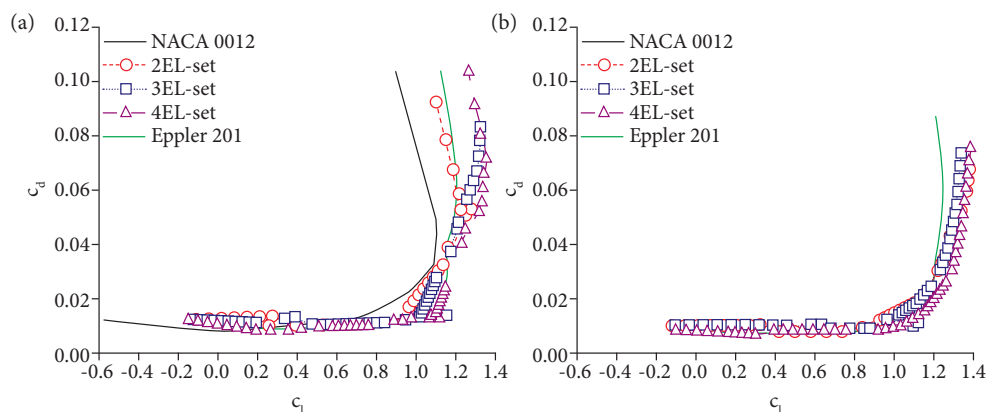 (a)
0.12
0.10
0.08
0.06
0.04
0.02
0.00
c_d
NACA 0012
2EL-set
3EL-set
4EL-set
Eppler 201
-0.6 -0.4 -0.2 0.0 0.2 0.4 0.6 0.8 1.0 1.2 1.4
c_l
(b)
0.12
0.10
0.08
0.06
0.04
0.02
0.00
c_d
NACA 0012
2EL-set
3EL-set
4EL-set
Eppler 201
-0.6 -0.4 -0.2 0.0 0.2 0.4 0.6 0.8 1.0 1.2 1.4
c_l